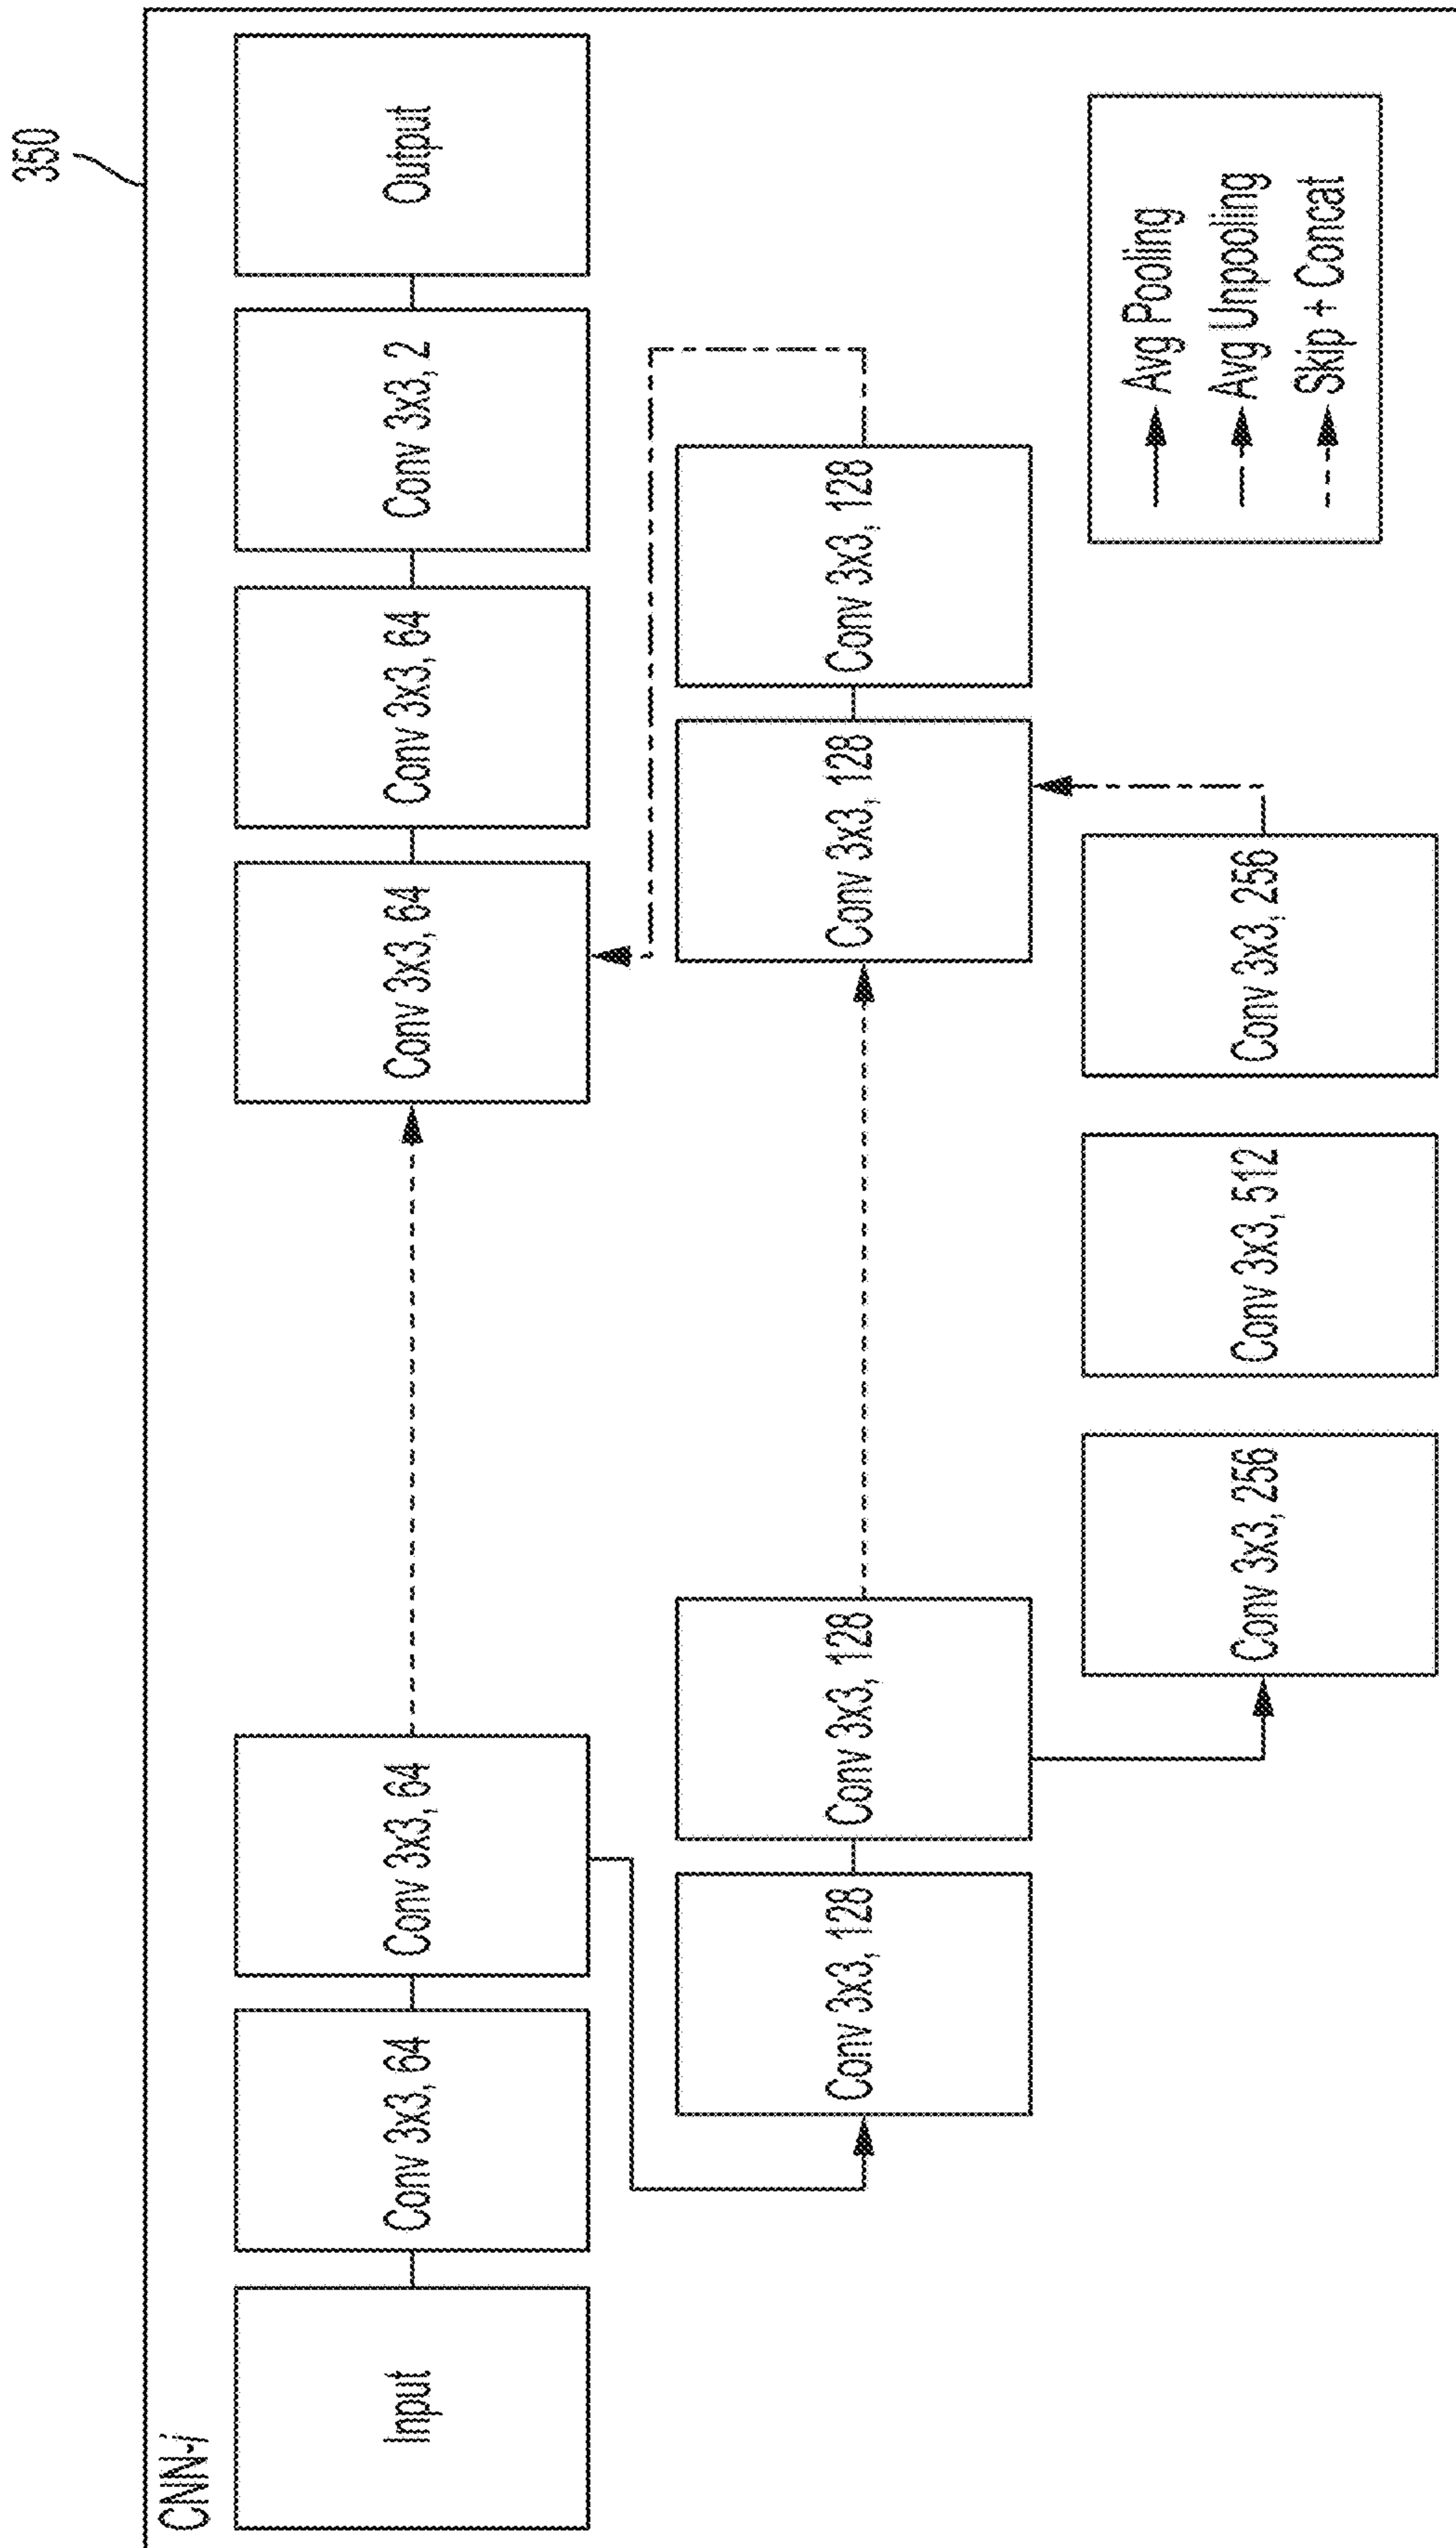 350
CNN-i
Input
Conv 3x3, 64
Conv 3x3, 64
Conv 3x3, 64
Conv 3x3, 64
Conv 3x3, 2
Output
Conv 3x3, 128
Conv 3x3, 128
Conv 3x3, 128
Conv 3x3, 128
Conv 3x3, 256
Conv 3x3, 512
Conv 3x3, 256
Avg Pooling
Avg Unpooling
Skip + Concat